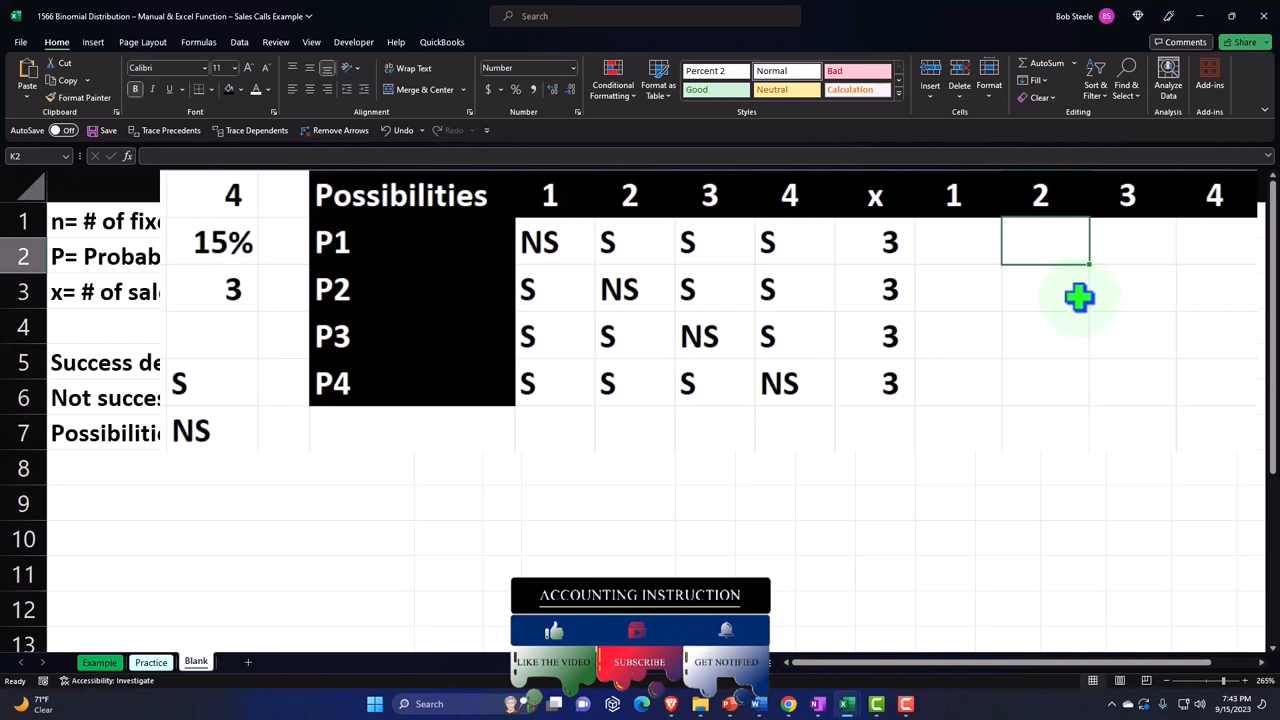 1566 Binomial Distribution – Manual & Excel Function – Sales Calls Example
Search
Bob Steele BS
File Home Insert Page Layout Formulas Data Review View Developer Help QuickBooks Comments Share
Paste Cut Copy Format Painter
Calibri 11 Wrap Text Merge & Center Number
Conditional Formatting Format as Table
Percent 2 Normal Bad
Good Neutral Calculation
Insert Delete Format
AutoSum Fill Clear Sort & Filter Find & Select
Analyze Data Add-ins
Clipboard Font Alignment Number Styles Cells Editing Analysis Add-ins
AutoSave Off Save Trace Precedents Trace Dependents Remove Arrows Undo Redo
K2 fx
4 Possibilities 1 2 3 4 x 1 2 3 4
1 n= # of fixe
15% P1 NS S S S 3
2 P= Probab
3 x= # of sal
3 P2 S NS S S 3
4 P3 S S NS S 3
5 Success de
S P4 S S S NS 3
6 Not succes
7 Possibiliti
NS
8
9
10
11
12
13
ACCOUNTING INSTRUCTION
LIKE THE VIDEO SUBSCRIBE GET NOTIFIED
Example Practice Blank
Ready Accessibility: Investigate 265%
71°F
Clear
Search
7:43 PM
9/15/2023